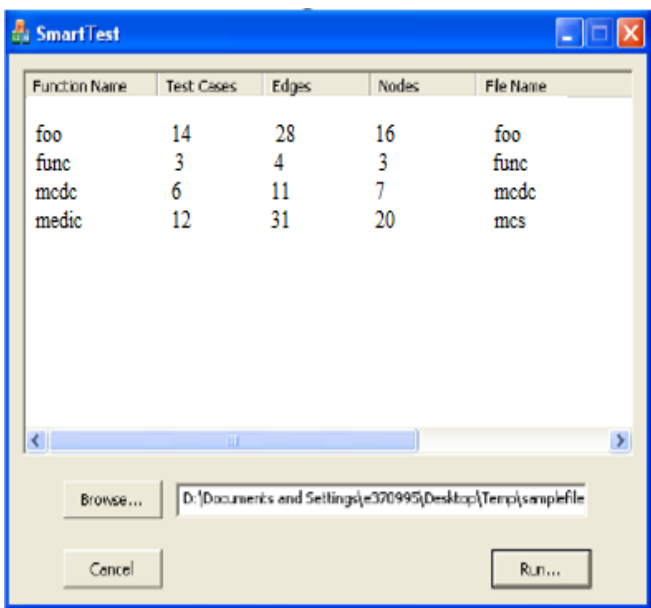 SmartTest
Function Name Test Cases Edges Nodes File Name
foo 14 28 16 foo
func 3 4 3 func
mcdc 6 11 7 mcdc
medic 12 31 20 mcs
Browse... D:\Documents and Settings\e370995\Desktop\Temp\samplefile
Cancel Run...